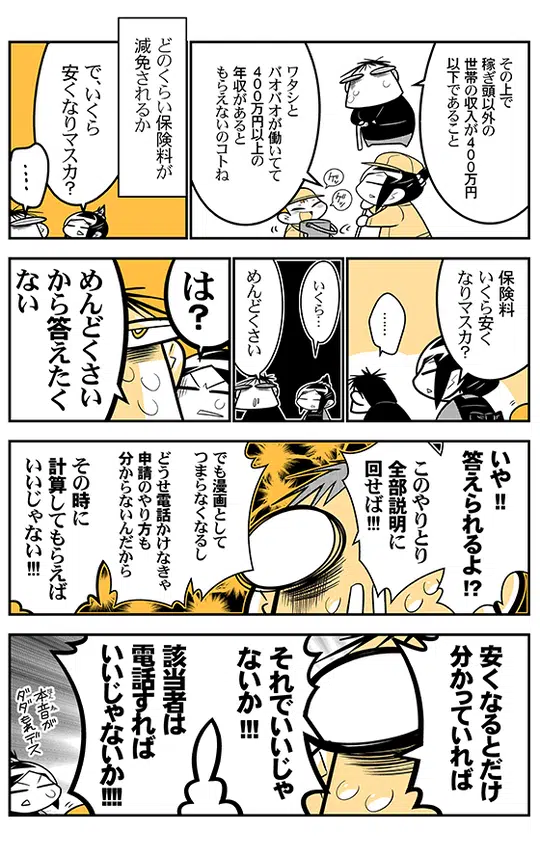 その上で
稼ぎ頭以外の
世帯の収入が４００万円
以下であること
ワタシと
バオバオが働いてて
４００万円以上の
年収があると
もらえないのコトね
どのくらい保険料が
減免されるか
で、いくら
安くなりマスカ？
‥‥
保険料
いくら安く
なりマスカ？
……
いくら…
めんどくさい
は？
めんどくさい
から答えたく
ない
いや!!
答えられるよ!?
このやりとり
全部説明に
回せば!!!
でも漫画として
つまらなくなるし
どうせ電話かけなきゃ
申請のやり方も
分からないんだから
その時に
計算してもらえば
いいじゃない!!!
安くなるとだけ
分かっていれば
それでいいじゃ
ないか!!!
該当者は
電話すれば
いいじゃないか!!!!
本音が
ダダ漏デス